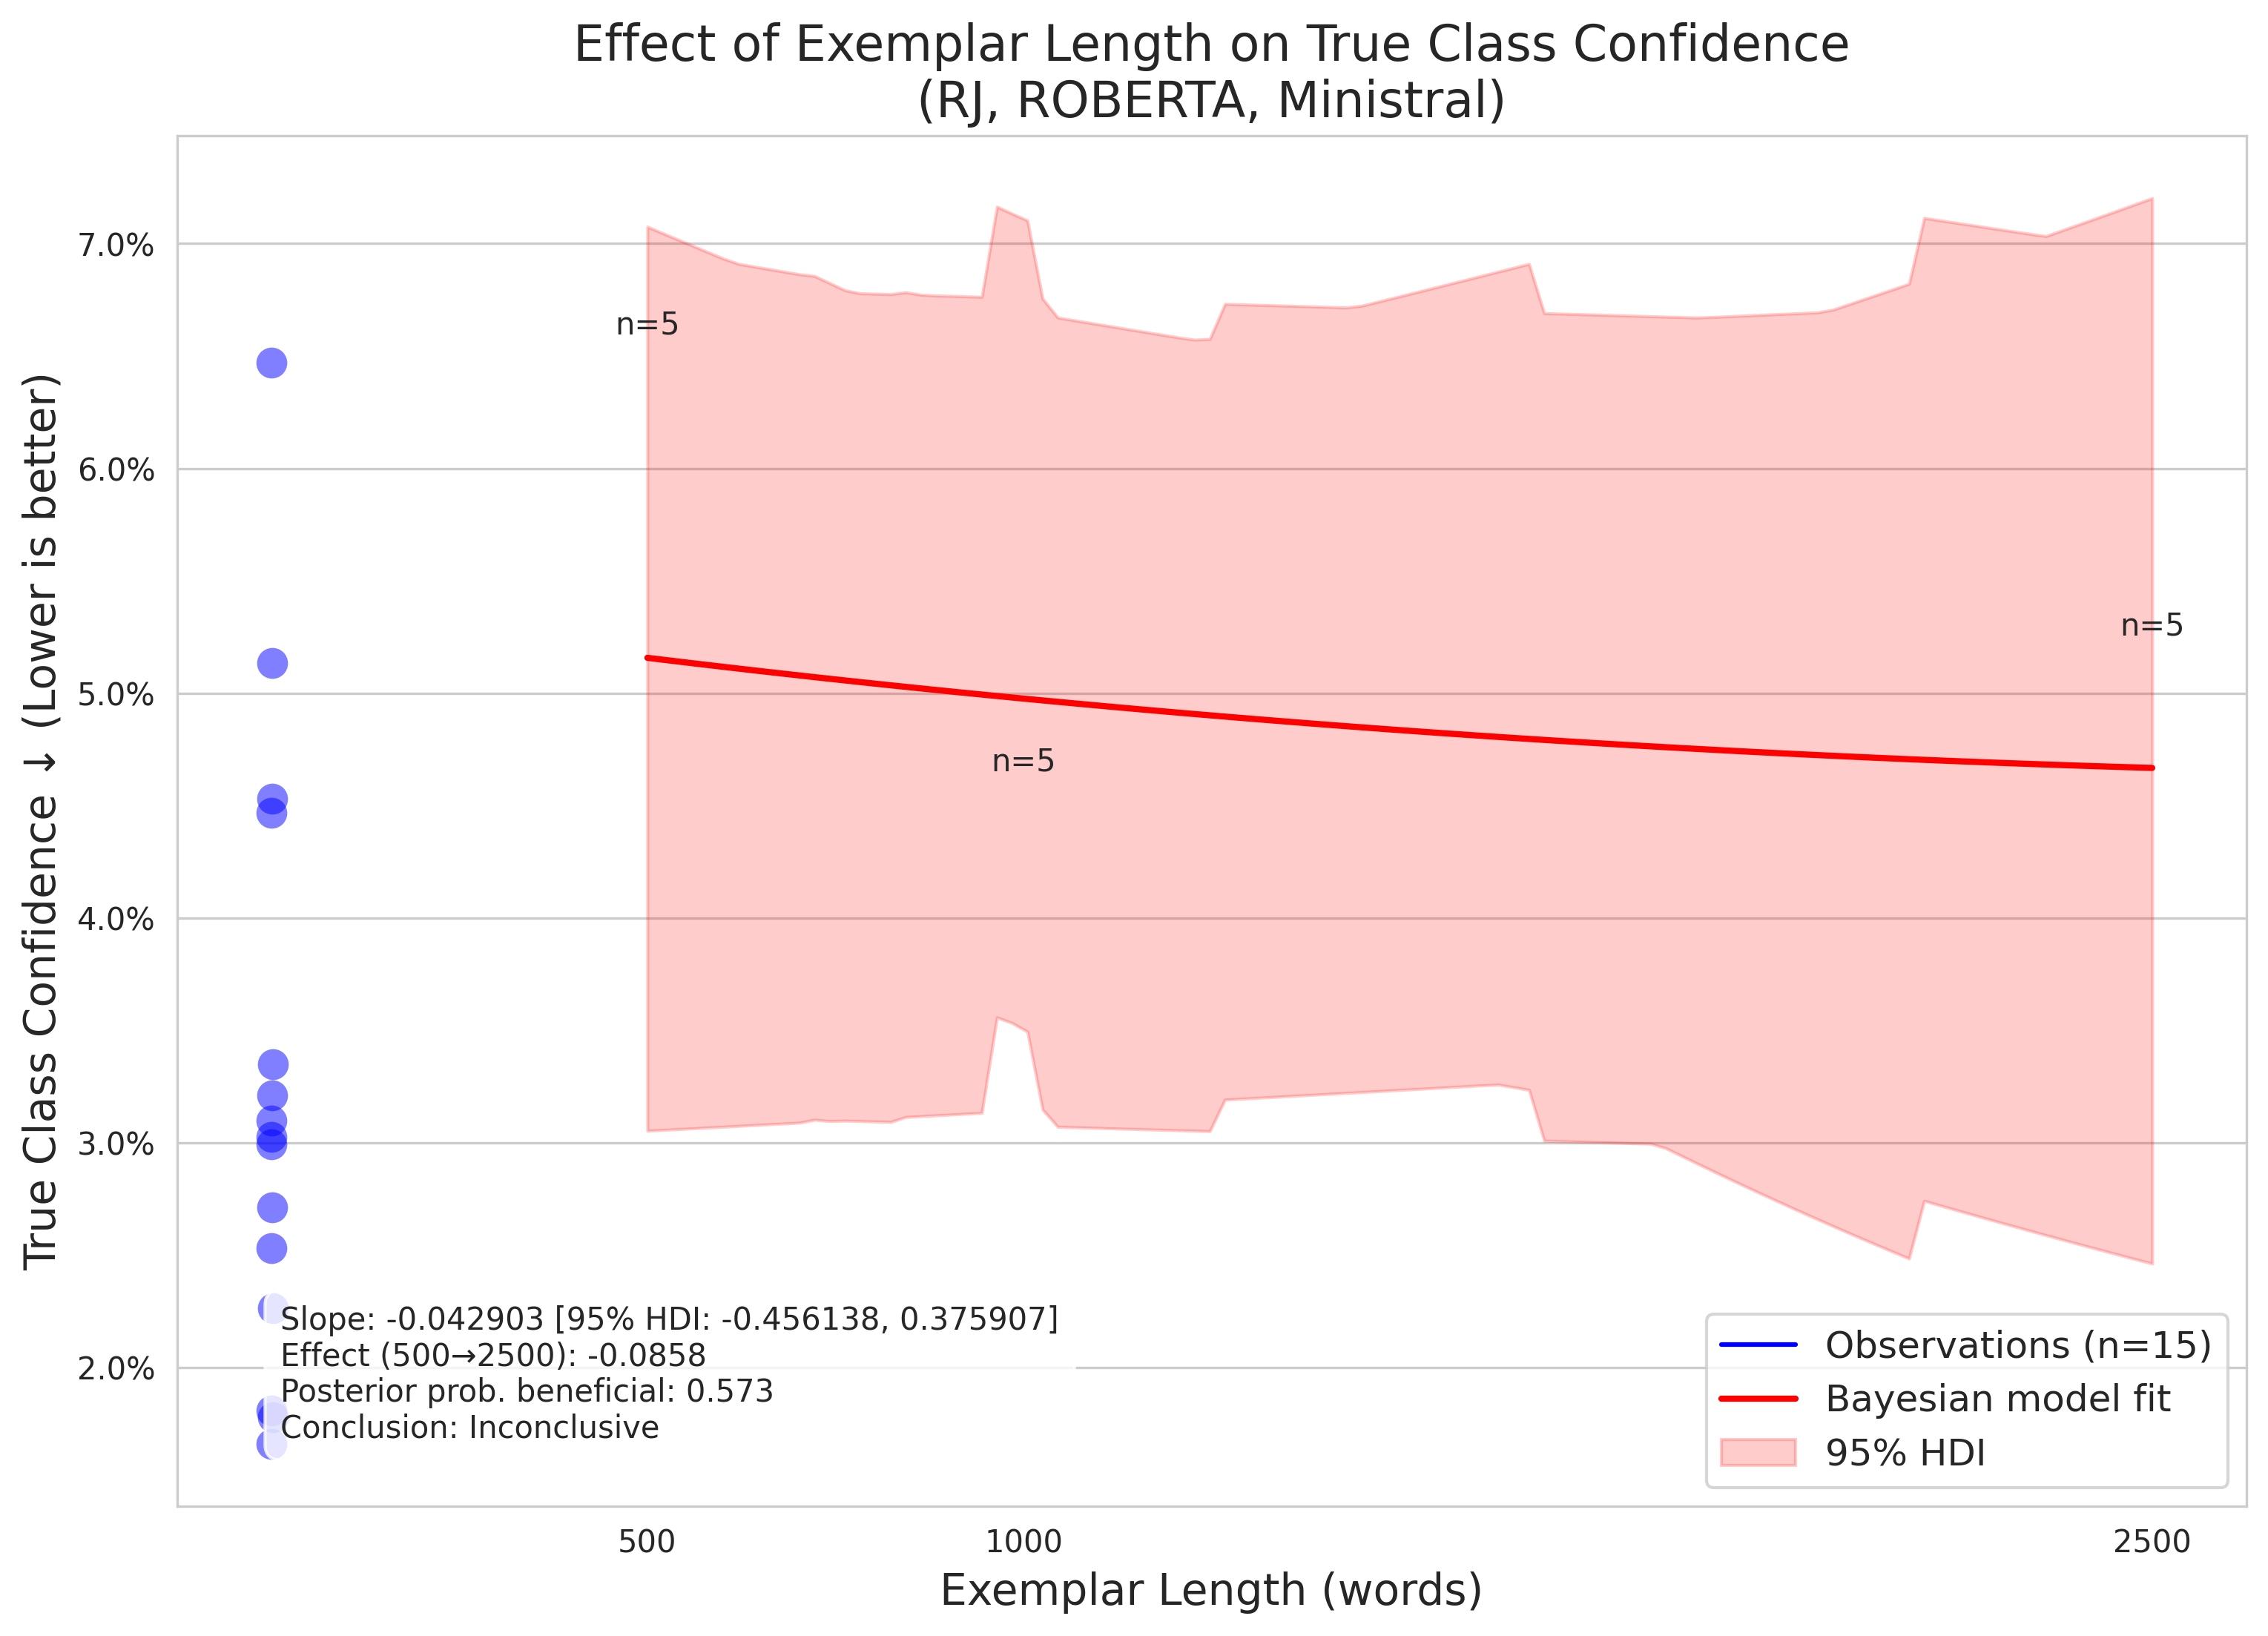 Effect of Exemplar Length on True Class Confidence
(RJ, ROBERTA, Ministral)
True Class Confidence ↓ (Lower is better)
7.0%
6.0%
5.0%
4.0%
3.0%
2.0%
n=5
n=5
n=5
Slope: -0.042903 [95% HDI: -0.456138, 0.375907]
Effect (500→2500): -0.0858
Posterior prob. beneficial: 0.573
Conclusion: Inconclusive
Observations (n=15)
Bayesian model fit
95% HDI
500
1000
2500
Exemplar Length (words)